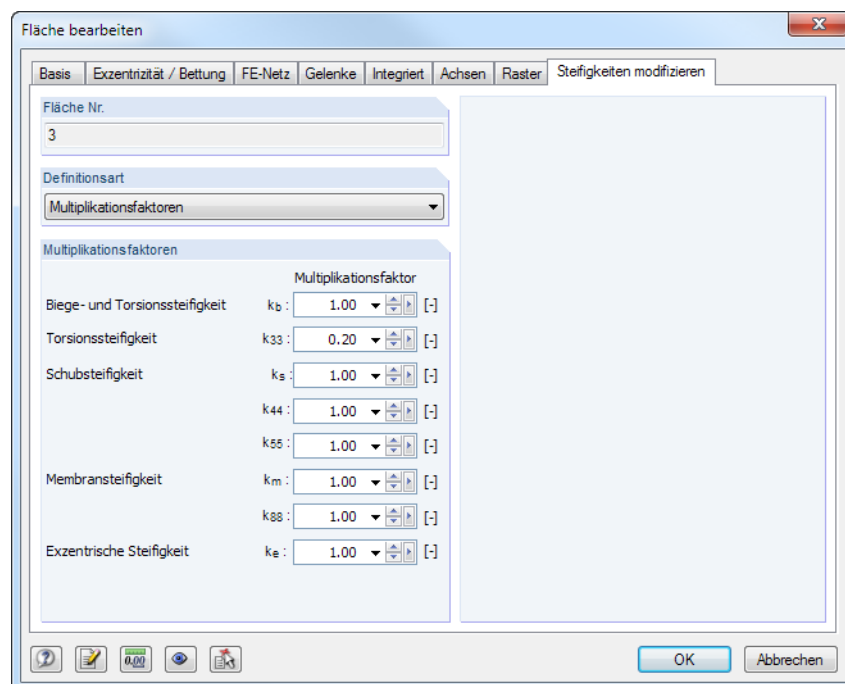 Fläche bearbeiten
Basis Exzentrizität / Bettung FE-Netz Gelenke Integriert Achsen Raster Steifigkeiten modifizieren
Fläche Nr.
3
Definitionsart
Multiplikationsfaktoren
Multiplikationsfaktoren
Multiplikationsfaktor
Biege- und Torsionssteifigkeit kb : 1.00 [-]
Torsionssteifigkeit k33 : 0.20 [-]
Schubsteifigkeit ks : 1.00 [-]
k44 : 1.00 [-]
k55 : 1.00 [-]
Membransteifigkeit km : 1.00 [-]
k88 : 1.00 [-]
Exzentrische Steifigkeit ke : 1.00 [-]
0.00 OK Abbrechen